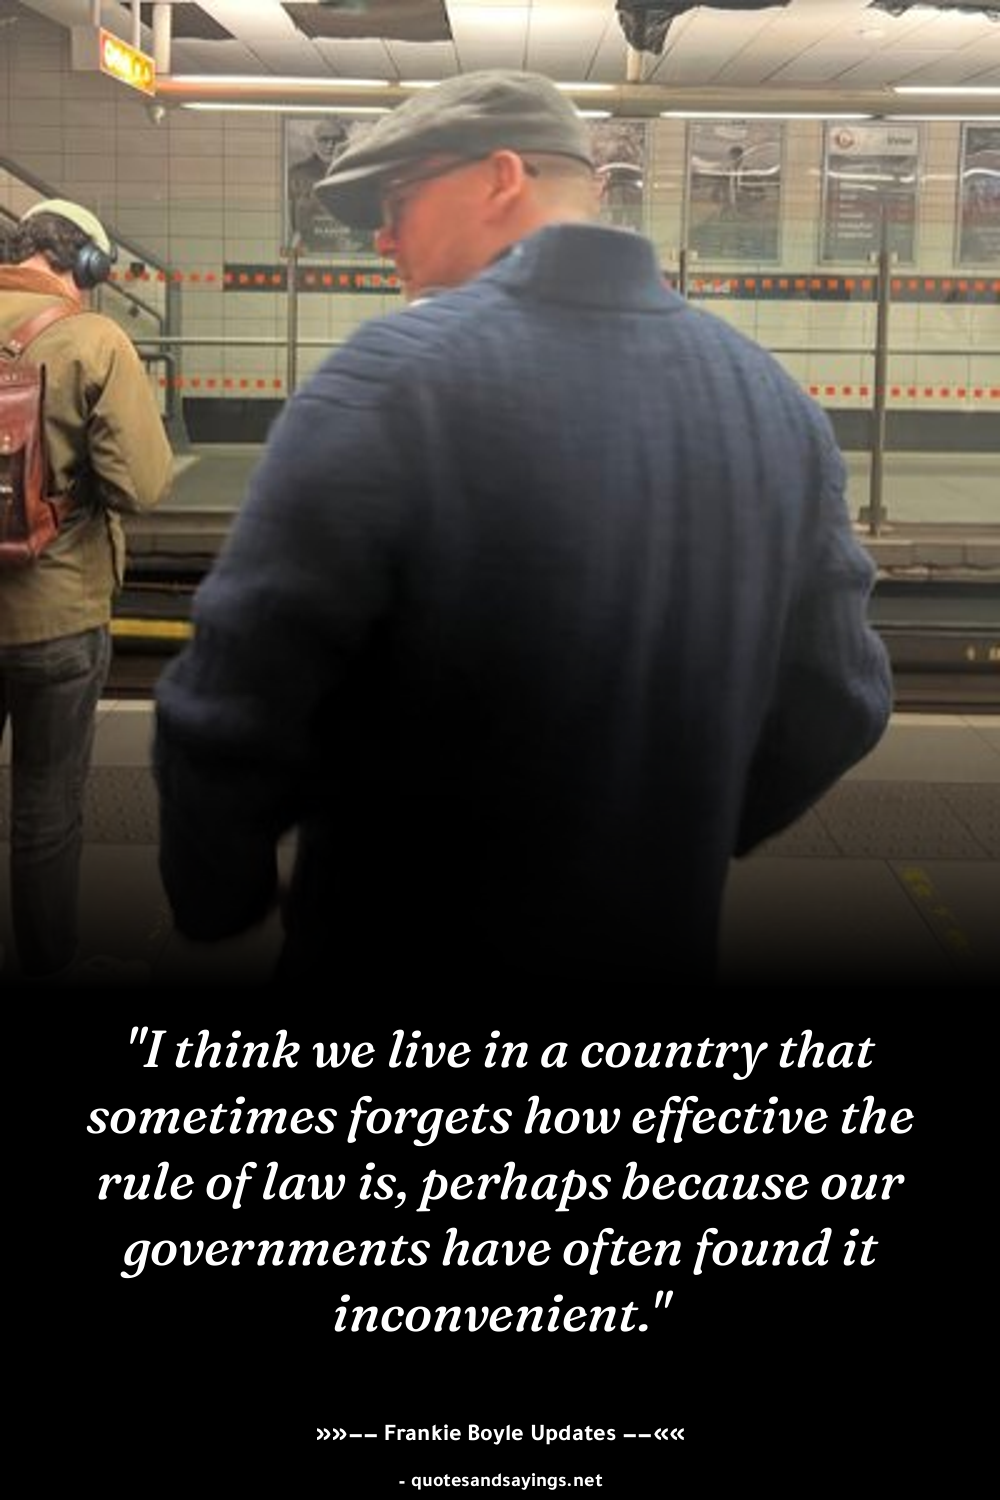 "I think we live in a country that
sometimes forgets how effective the
rule of law is, perhaps because our
governments have often found it
inconvenient."
»»−− Frankie Boyle Updates −−««
- quotesandsayings.net